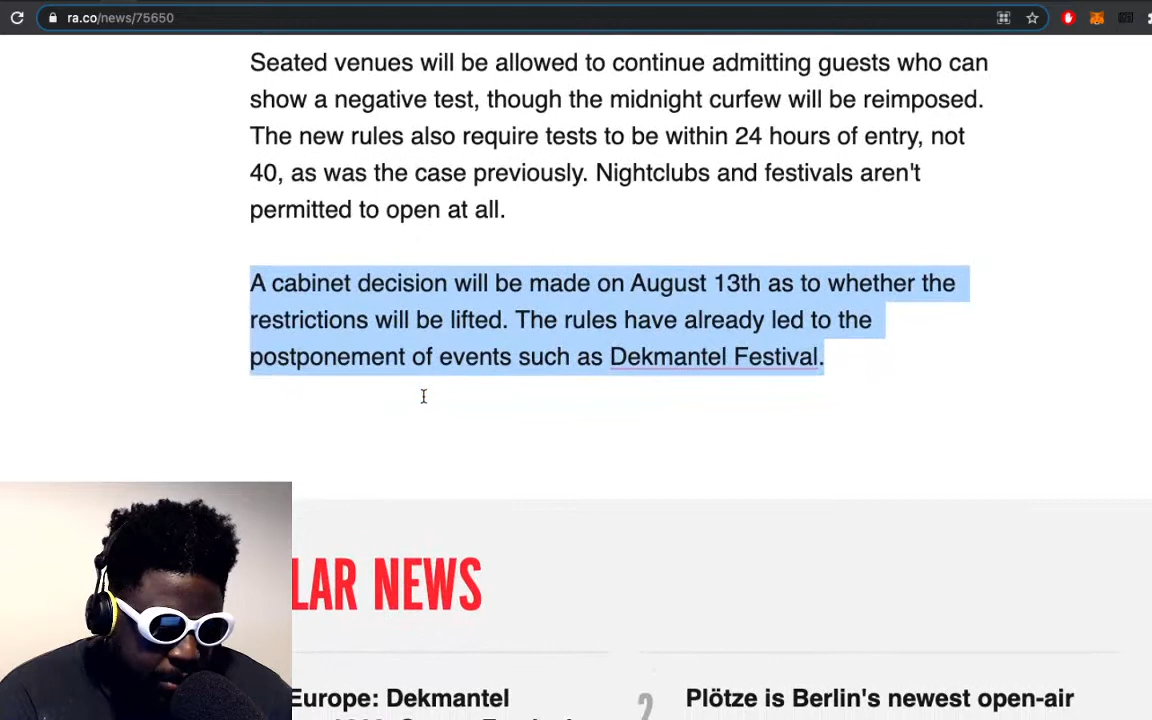 ra.co/news/75650
Seated venues will be allowed to continue admitting guests who can
show a negative test, though the midnight curfew will be reimposed.
The new rules also require tests to be within 24 hours of entry, not
40, as was the case previously. Nightclubs and festivals aren't
permitted to open at all.
A cabinet decision will be made on August 13th as to whether the
restrictions will be lifted. The rules have already led to the
postponement of events such as Dekmantel Festival.
LAR NEWS
Europe: Dekmantel
2
Plötze is Berlin's newest open-air